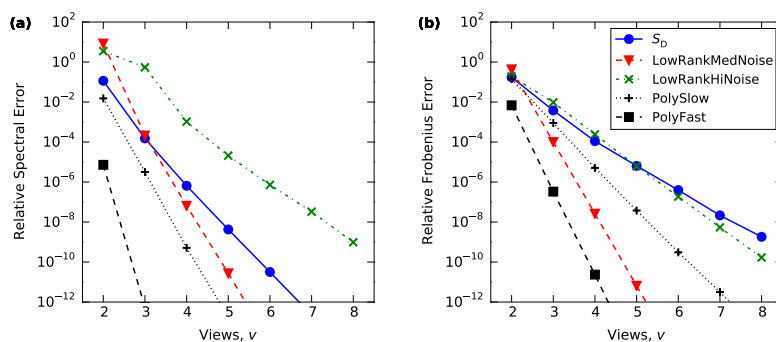 (a)
Relative Spectral Error
10^2
10^0
10^-2
10^-4
10^-6
10^-8
10^-10
10^-12
2 3 4 5 6 7 8
Views, v
(b)
Relative Frobenius Error
10^2
10^0
10^-2
10^-4
10^-6
10^-8
10^-10
10^-12
2 3 4 5 6 7 8
Views, v
S_D
LowRankMedNoise
LowRankHiNoise
PolySlow
PolyFast